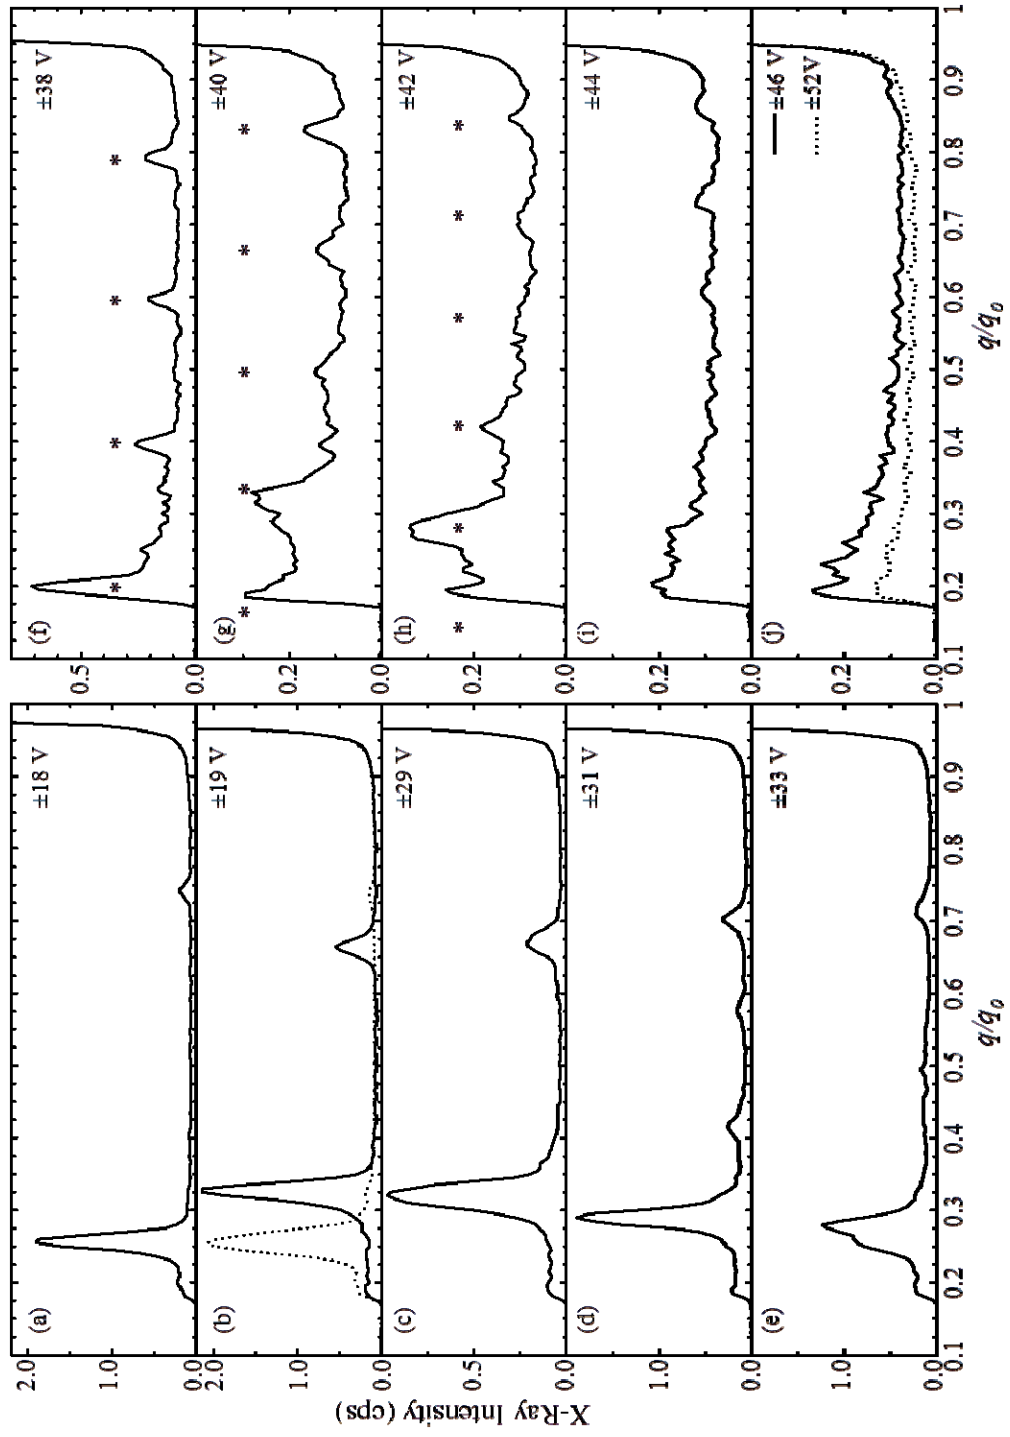 X-Ray Intensity (cps)
(a)
±18 V
2.0
1.0
0.0
(b)
±19 V
2.0
1.0
0.0
(c)
±29 V
0.5
0.0
(d)
±31 V
1.0
0.0
(e)
±33 V
1.0
0.0
0.1 0.2 0.3 0.4 0.5 0.6 0.7 0.8 0.9 1
q/q0
(f)
±38 V
0.5
0.0
* * * *
(g)
±40 V
0.2
0.0
* * * * *
(h)
±42 V
0.2
0.0
* * * * * *
(i)
±44 V
0.2
0.0
(j)
±46 V
±52V
0.2
0.0
0.1 0.2 0.3 0.4 0.5 0.6 0.7 0.8 0.9 1
q/q0